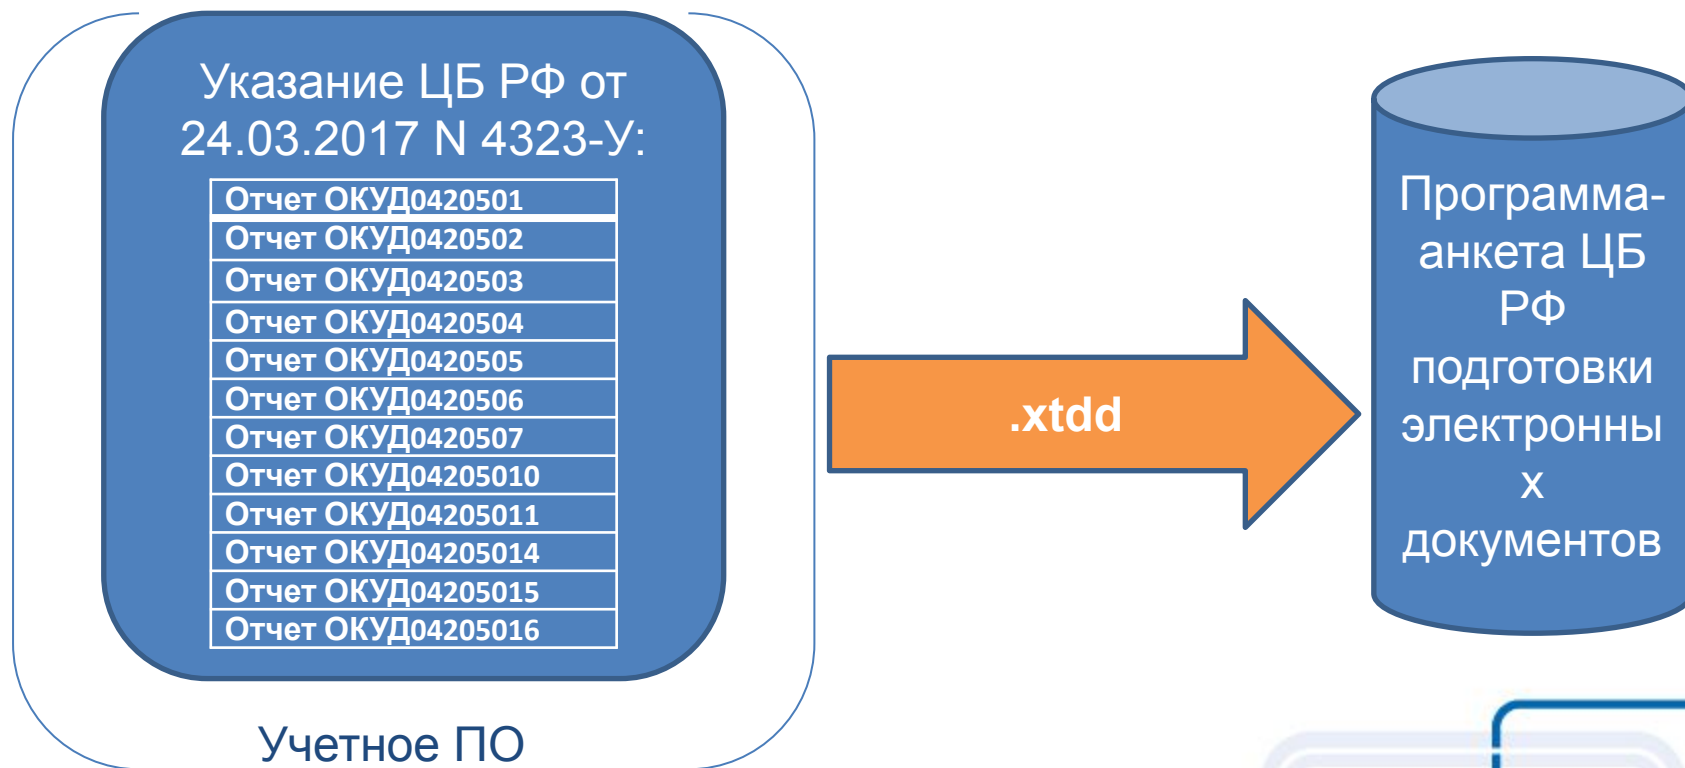 Указание ЦБ РФ от
24.03.2017 N 4323-У:
Отчет ОКУД0420501
Отчет ОКУД0420502
Отчет ОКУД0420503
Отчет ОКУД0420504
Отчет ОКУД0420505
Отчет ОКУД0420506
Отчет ОКУД0420507
Отчет ОКУД04205010
Отчет ОКУД04205011
Отчет ОКУД04205014
Отчет ОКУД04205015
Отчет ОКУД04205016
Учетное ПО
.xtdd
Программа-
анкета ЦБ
РФ
подготовки
электронны
х
документов